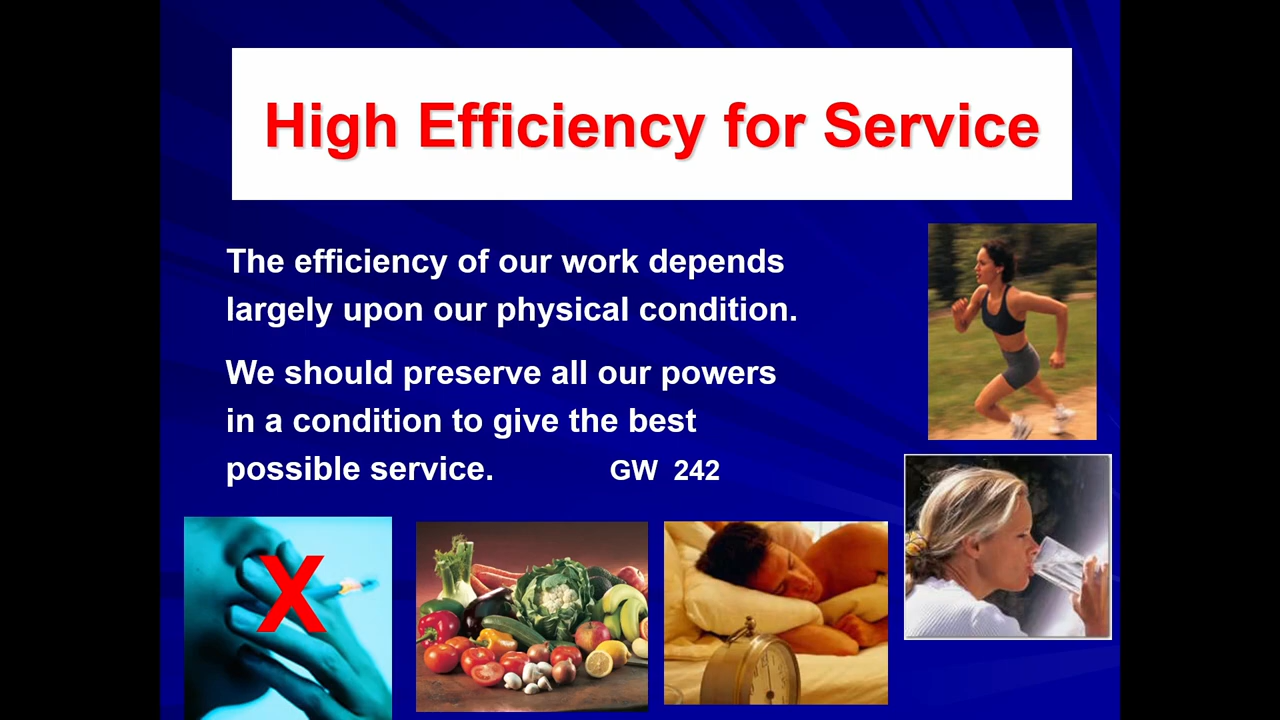 High Efficiency for Service
The efficiency of our work depends
largely upon our physical condition.
We should preserve all our powers
in a condition to give the best
possible service. GW 242
X